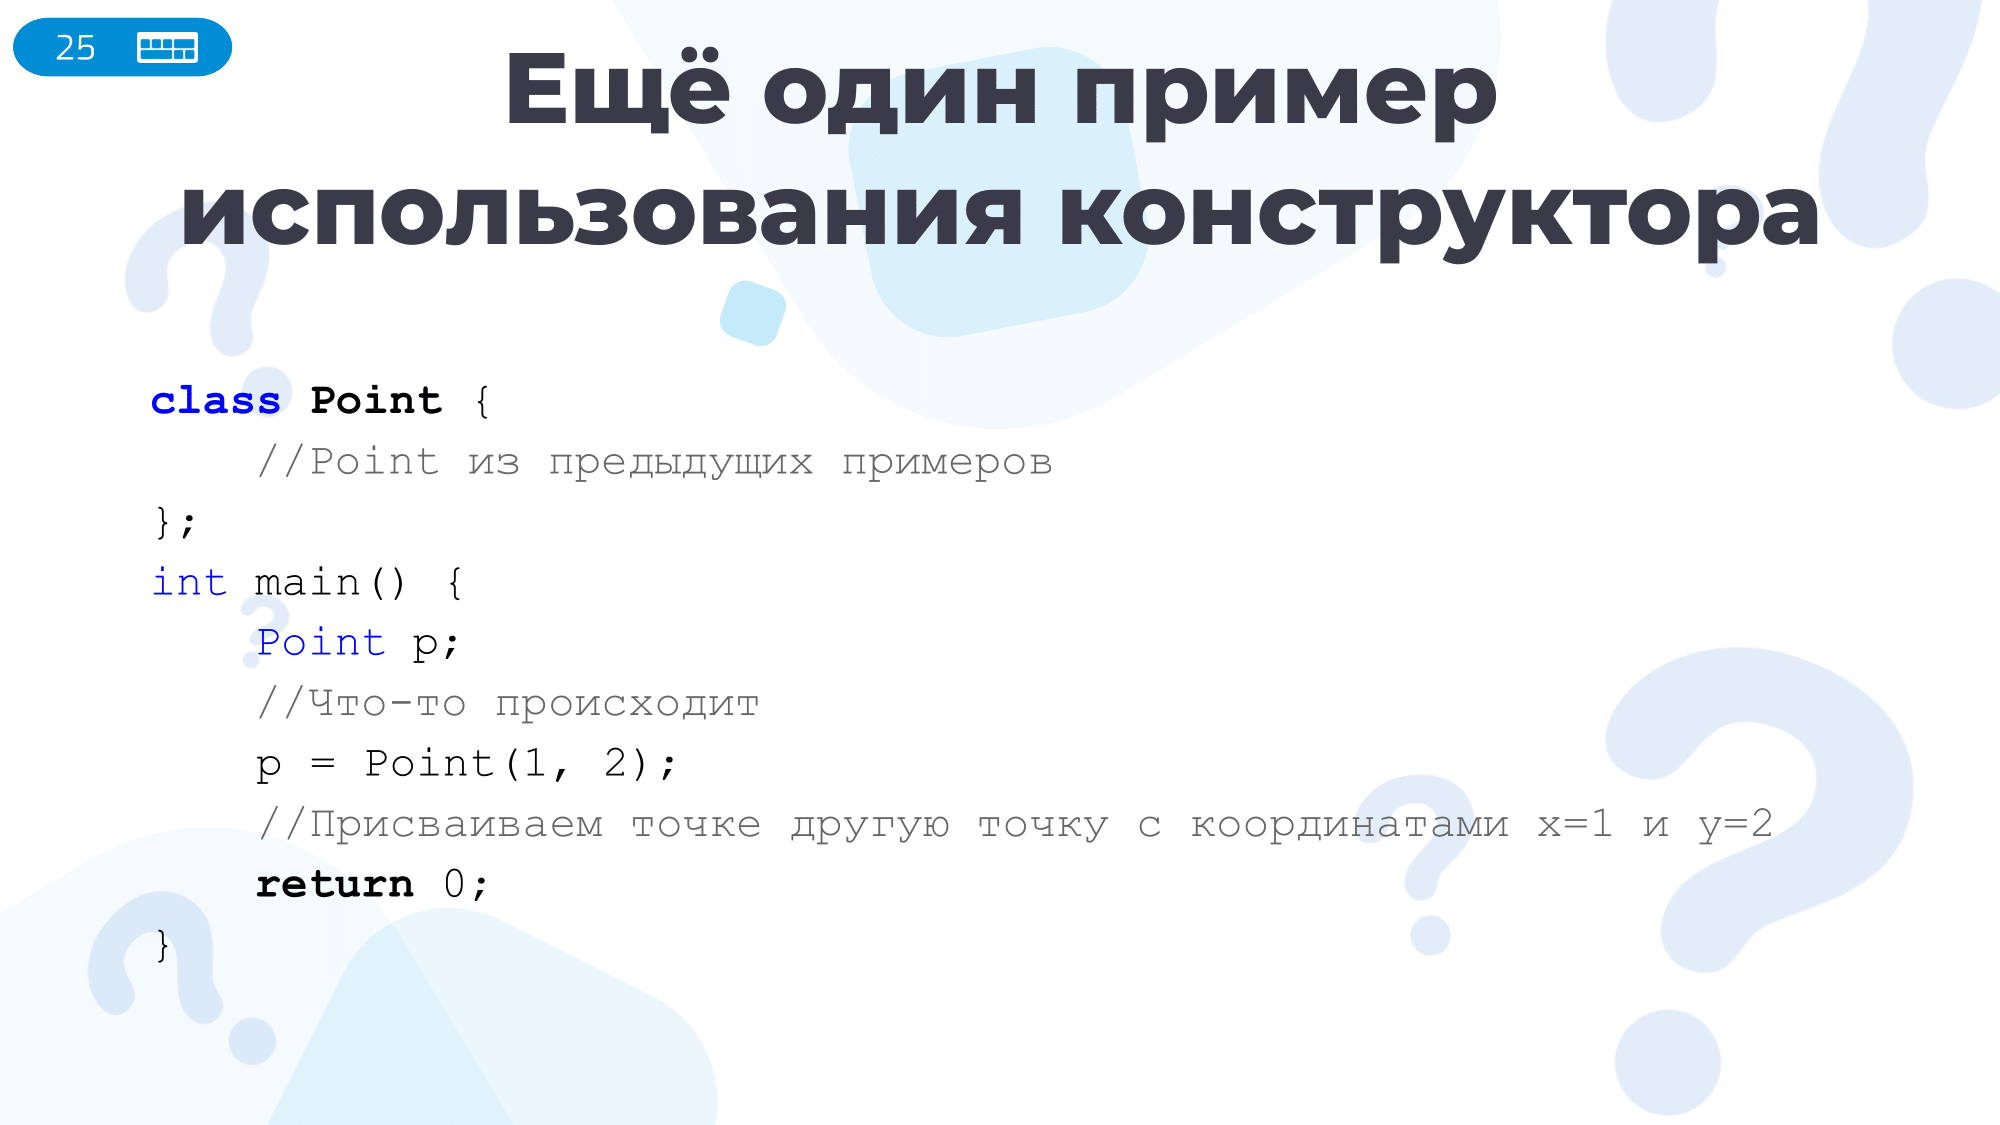 25
Ещё один пример
использования конструктора
class Point {
    //Point из предыдущих примеров
};
int main() {
    Point p;
    //Что-то происходит
    p = Point(1, 2);
    //Присваиваем точке другую точку с координатами x=1 и y=2
    return 0;
}